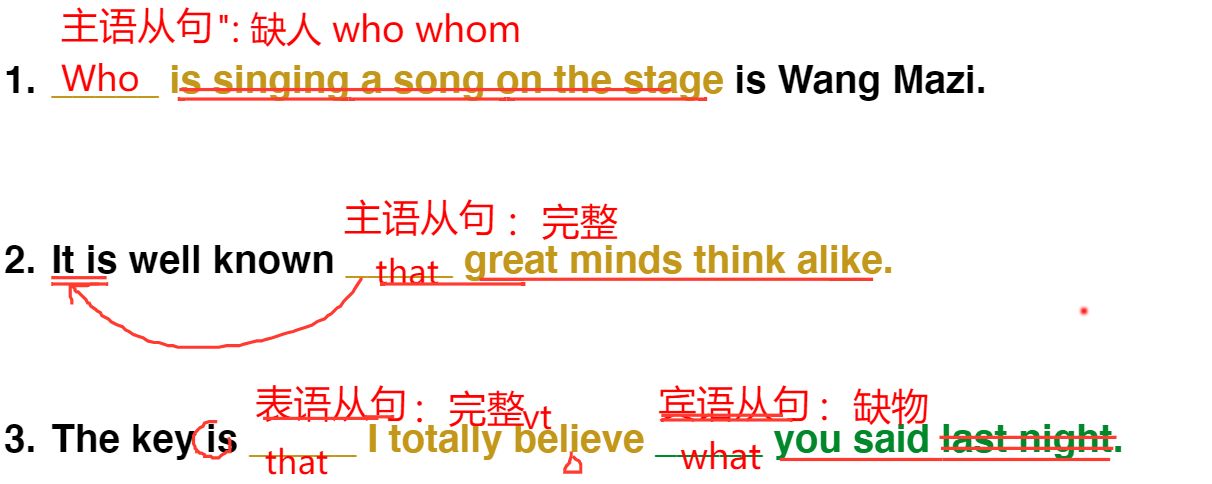 主语从句": 缺人 who whom
1. Who is singing a song on the stage is Wang Mazi.
主语从句： 完整
2. It is well known that great minds think alike.
表语从句： 完整 vt 宾语从句： 缺物
3. The key is that I totally believe what you said last night.